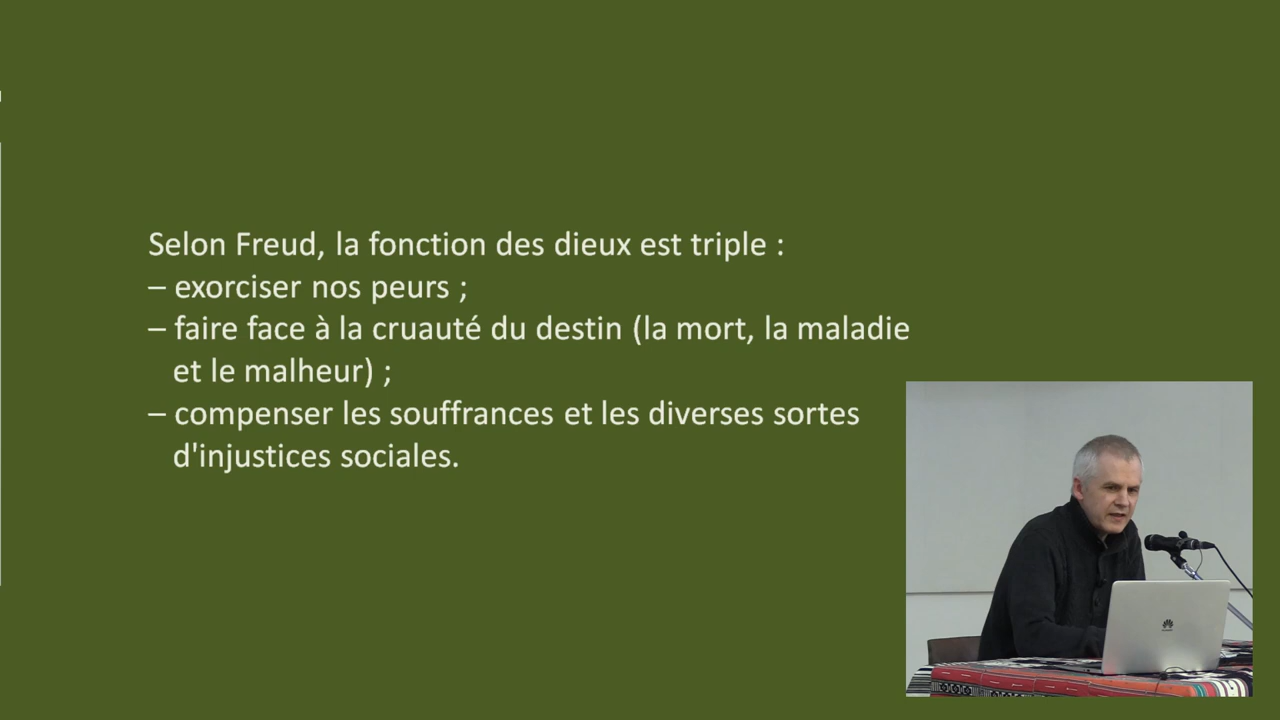 Selon Freud, la fonction des dieux est triple :
– exorciser nos peurs ;
– faire face à la cruauté du destin (la mort, la maladie
et le malheur) ;
– compenser les souffrances et les diverses sortes
d'injustices sociales.